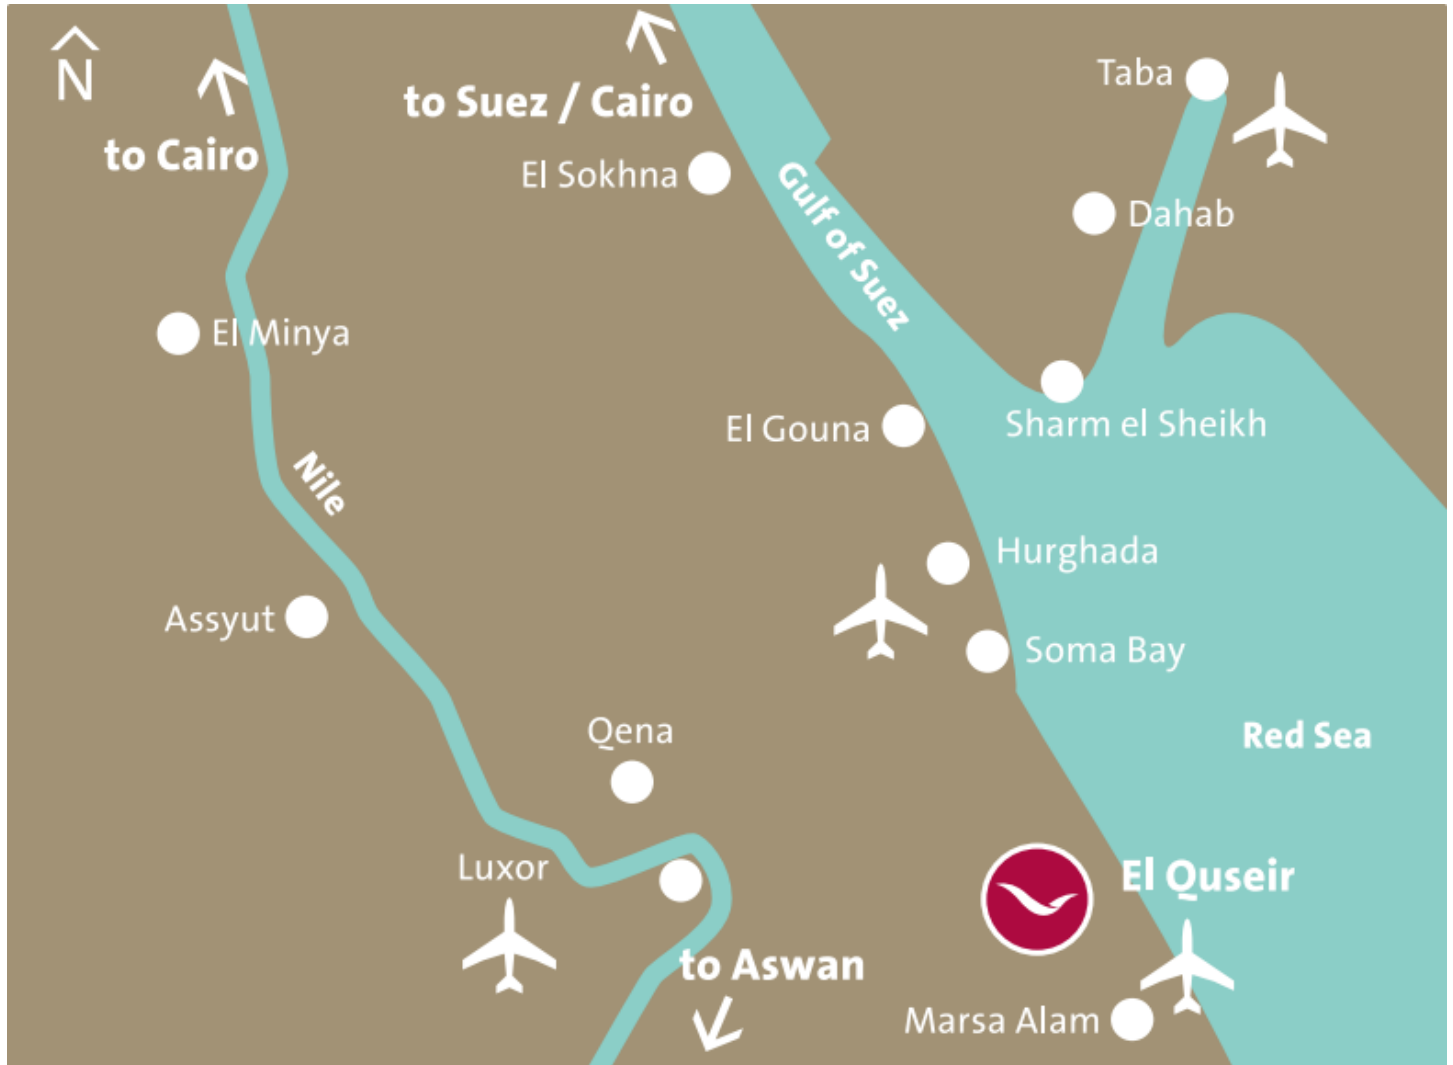 N
to Cairo
to Suez / Cairo
El Sokhna
Taba
Dahab
Gulf of Suez
El Minya
El Gouna
Sharm el Sheikh
Nile
Hurghada
Assyut
Soma Bay
Qena
Red Sea
Luxor
El Quseir
to Aswan
Marsa Alam